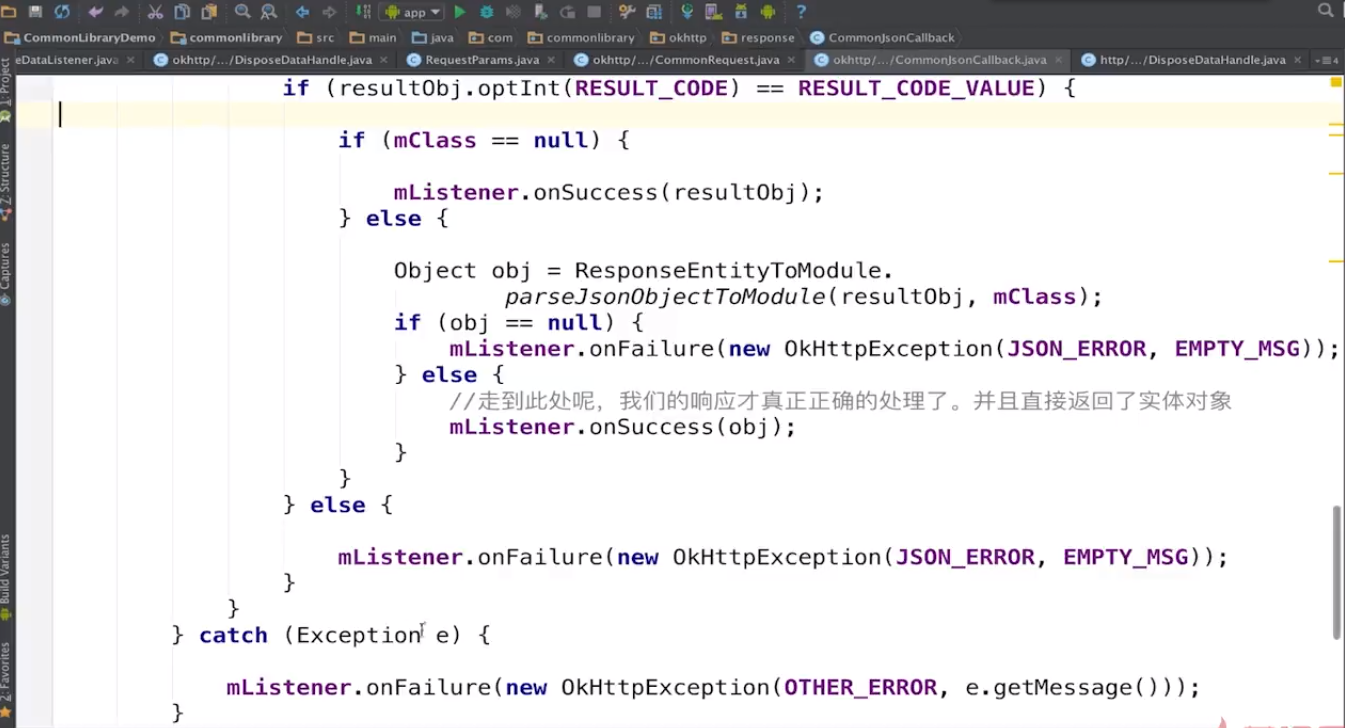 app
CommonLibraryDemo commonlibrary src main java com commonlibrary okhttp response CommonJsonCallback
eDataListener.java okhttp/.../DisposeDataHandle.java RequestParams.java okhttp/.../CommonRequest.java okhttp/.../CommonJsonCallback.java http/.../DisposeDataHandle.java
1: Project
Z: Structure
Captures
Build Variants
2: Favorites
if (resultObj.optInt(RESULT_CODE) == RESULT_CODE_VALUE) {
if (mClass == null) {
mListener.onSuccess(resultObj);
} else {
Object obj = ResponseEntityToModule.
parseJsonObjectToModule(resultObj, mClass);
if (obj == null) {
mListener.onFailure(new OkHttpException(JSON_ERROR, EMPTY_MSG));
} else {
//走到此处呢，我们的响应才真正正确的处理了。并且直接返回了实体对象
mListener.onSuccess(obj);
}
}
} else {
mListener.onFailure(new OkHttpException(JSON_ERROR, EMPTY_MSG));
}
}
} catch (Exception e) {
mListener.onFailure(new OkHttpException(OTHER_ERROR, e.getMessage()));
}